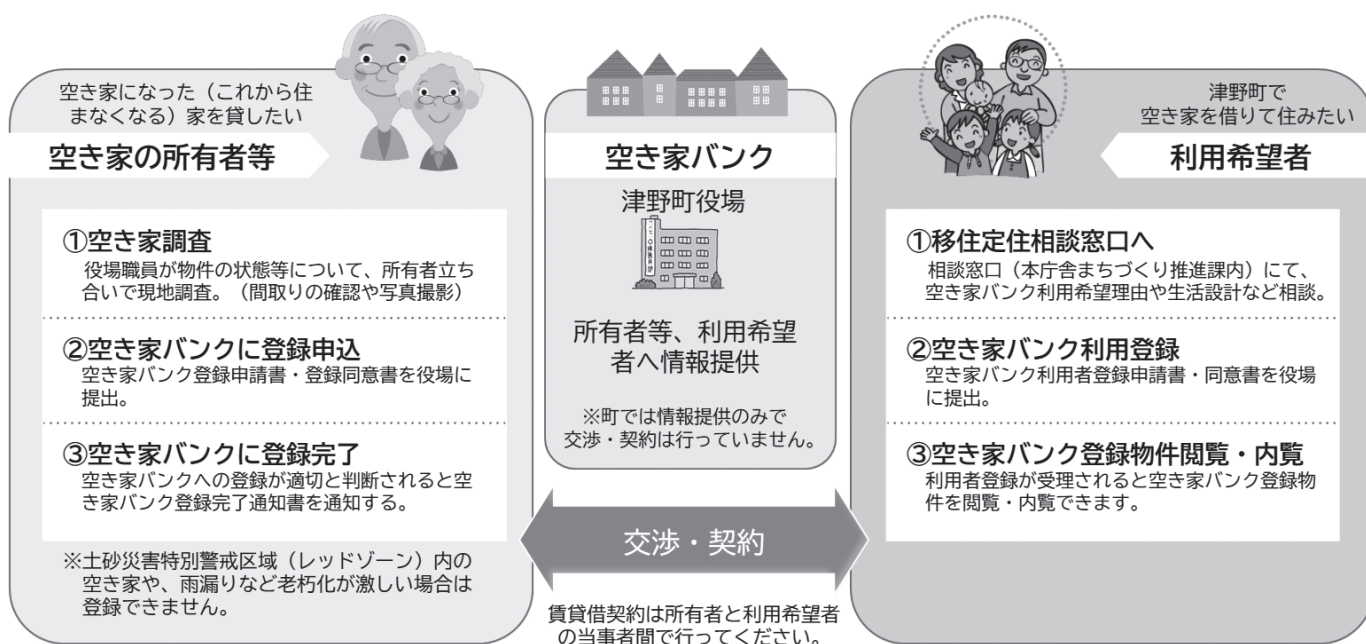 空き家になった（これから住
まなくなる）家を貸したい
空き家の所有者等
①空き家調査
役場職員が物件の状態等について、所有者立ち
合いで現地調査。（間取りの確認や写真撮影）
②空き家バンクに登録申込
空き家バンク登録申請書・登録同意書を役場に
提出。
③空き家バンクに登録完了
空き家バンクへの登録が適切と判断されると空
き家バンク登録完了通知書を通知する。
※土砂災害特別警戒区域（レッドゾーン）内の
空き家や、雨漏りなど老朽化が激しい場合は
登録できません。
空き家バンク
津野町役場
所有者等、利用希望
者へ情報提供
※町では情報提供のみで
交渉・契約は行っていません。
交渉・契約
賃貸借契約は所有者と利用希望者
の当事者間で行ってください。
津野町で
空き家を借りて住みたい
利用希望者
①移住定住相談窓口へ
相談窓口（本庁舎まちづくり推進課内）にて、
空き家バンク利用希望理由や生活設計など相談。
②空き家バンク利用登録
空き家バンク利用者登録申請書・同意書を役場
に提出。
③空き家バンク登録物件閲覧・内覧
利用者登録が受理されると空き家バンク登録物
件を閲覧・内覧できます。